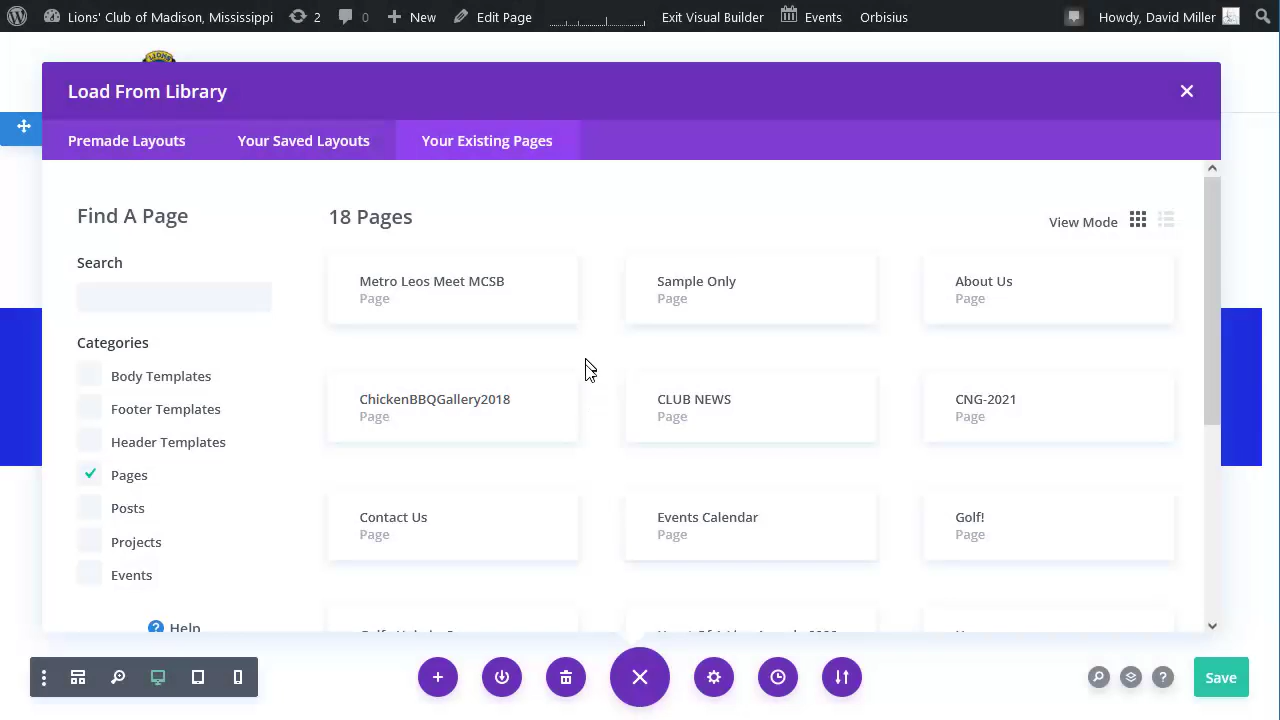 Lions' Club of Madison, Mississippi 2 0 New Edit Page Exit Visual Builder Events Orbisius Howdy, David Miller
LIONS
Load From Library
Premade Layouts Your Saved Layouts Your Existing Pages
Find A Page
18 Pages
View Mode
Search
Categories
Body Templates
Footer Templates
Header Templates
Pages
Posts
Projects
Events
Help
Metro Leos Meet MCSB
Page
Sample Only
Page
About Us
Page
ChickenBBQGallery2018
Page
CLUB NEWS
Page
CNG-2021
Page
Contact Us
Page
Events Calendar
Page
Golf!
Page
Save